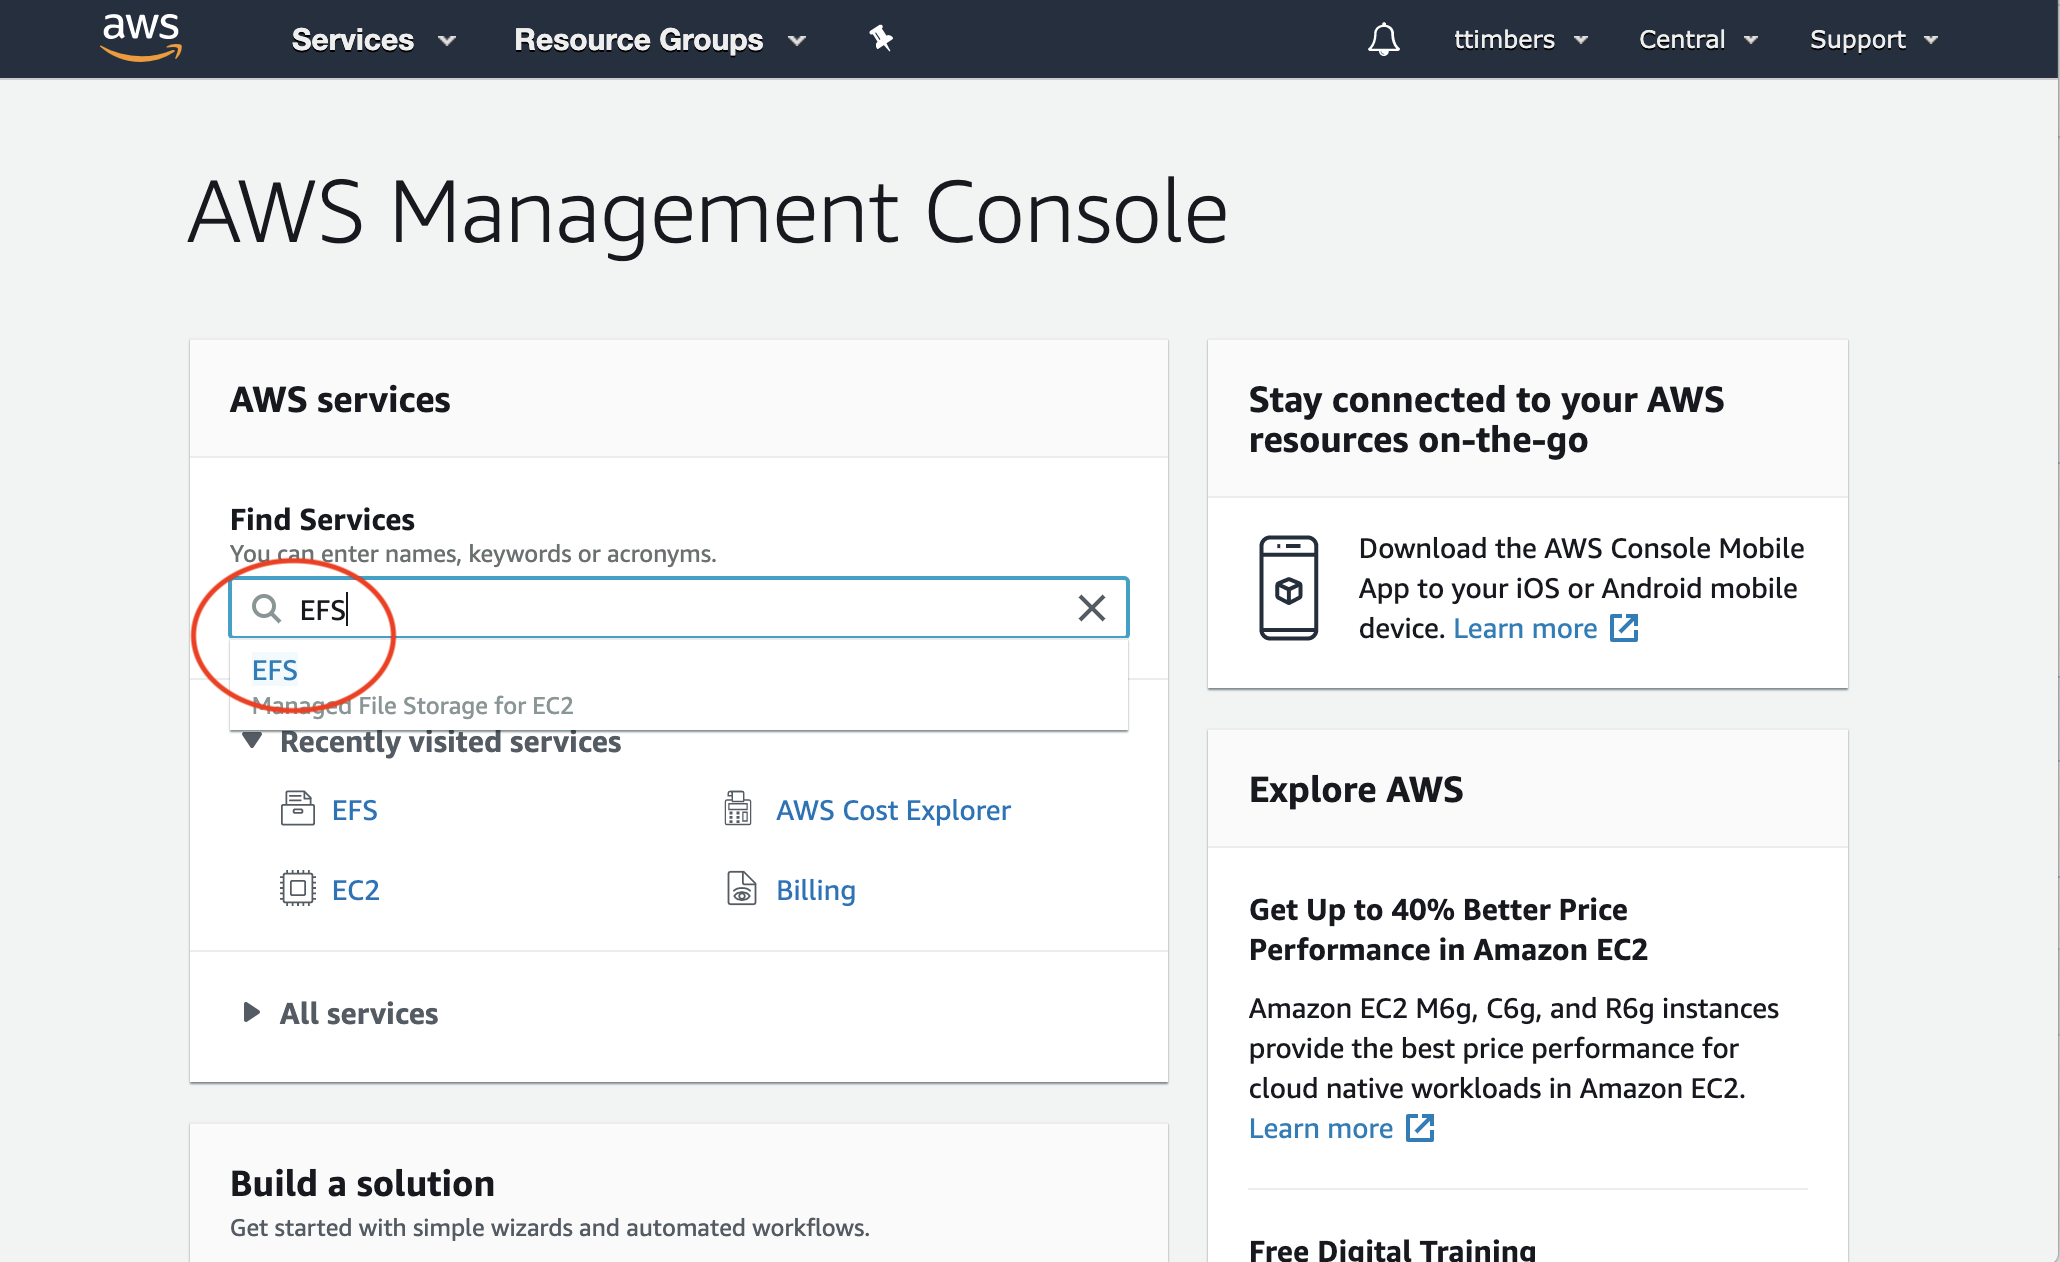 aws
Services
Resource Groups
ttimbers
Central
Support
AWS Management Console
AWS services
Find Services
You can enter names, keywords or acronyms.
EFS
EFS
Managed File Storage for EC2
Recently visited services
EFS
AWS Cost Explorer
EC2
Billing
All services
Build a solution
Get started with simple wizards and automated workflows.
Stay connected to your AWS
resources on-the-go
Download the AWS Console Mobile
App to your iOS or Android mobile
device. Learn more
Explore AWS
Get Up to 40% Better Price
Performance in Amazon EC2
Amazon EC2 M6g, C6g, and R6g instances
provide the best price performance for
cloud native workloads in Amazon EC2.
Learn more
Free Digital Training